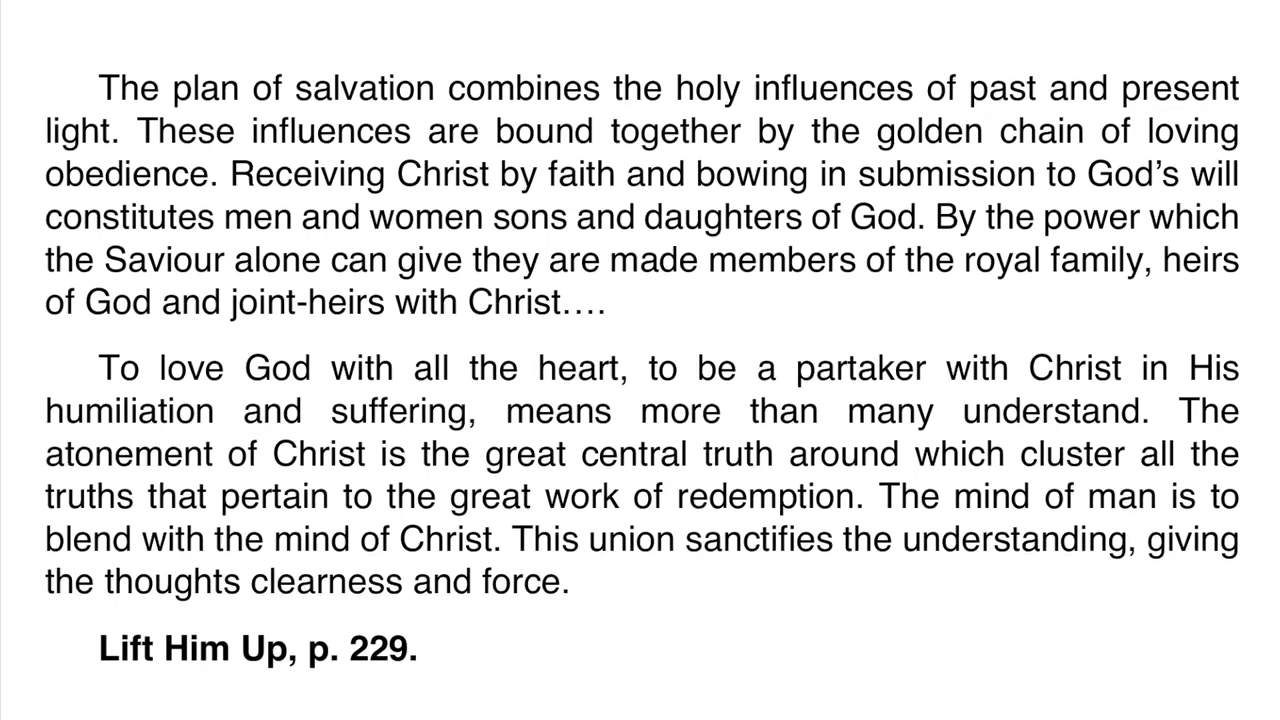 The plan of salvation combines the holy influences of past and present
light. These influences are bound together by the golden chain of loving
obedience. Receiving Christ by faith and bowing in submission to God’s will
constitutes men and women sons and daughters of God. By the power which
the Saviour alone can give they are made members of the royal family, heirs
of God and joint-heirs with Christ….
To love God with all the heart, to be a partaker with Christ in His
humiliation and suffering, means more than many understand. The
atonement of Christ is the great central truth around which cluster all the
truths that pertain to the great work of redemption. The mind of man is to
blend with the mind of Christ. This union sanctifies the understanding, giving
the thoughts clearness and force.
Lift Him Up, p. 229.